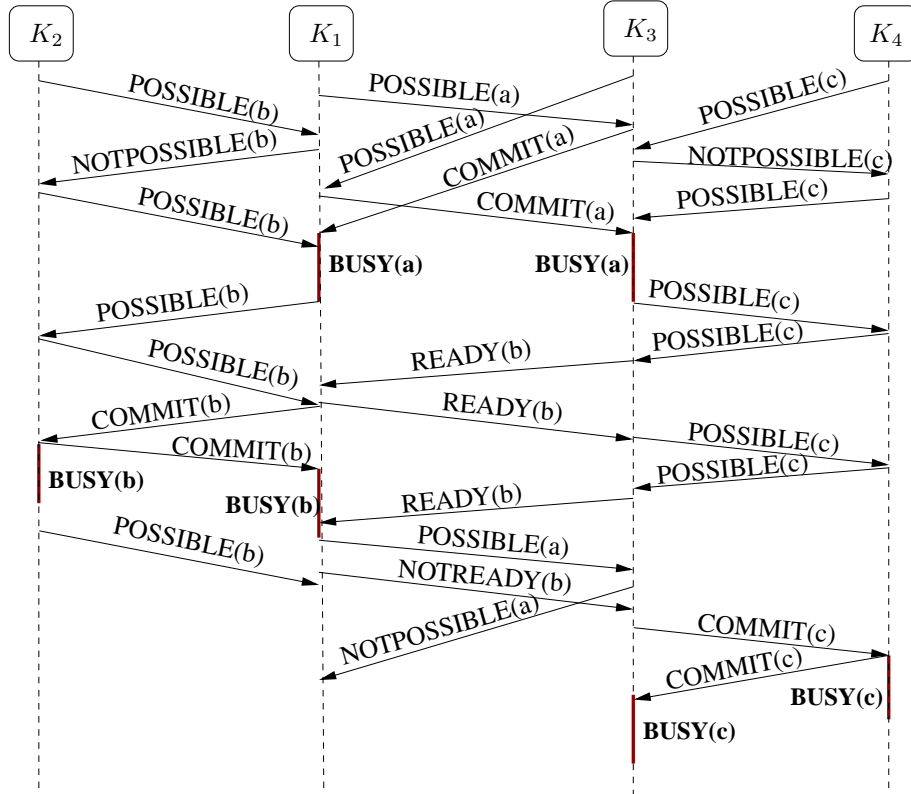 K2 K1 K3 K4
POSSIBLE(b)
POSSIBLE(a)
POSSIBLE(a)
POSSIBLE(c)
NOTPOSSIBLE(b)
COMMIT(a)
NOTPOSSIBLE(c)
POSSIBLE(b)
COMMIT(a)
POSSIBLE(c)
BUSY(a)
BUSY(a)
POSSIBLE(b)
POSSIBLE(c)
POSSIBLE(b)
READY(b)
POSSIBLE(c)
COMMIT(b)
READY(b)
POSSIBLE(c)
COMMIT(b)
POSSIBLE(c)
BUSY(b)
BUSY(b)
READY(b)
POSSIBLE(b)
POSSIBLE(a)
NOTREADY(b)
NOTPOSSIBLE(a)
COMMIT(c)
COMMIT(c)
BUSY(c)
BUSY(c)